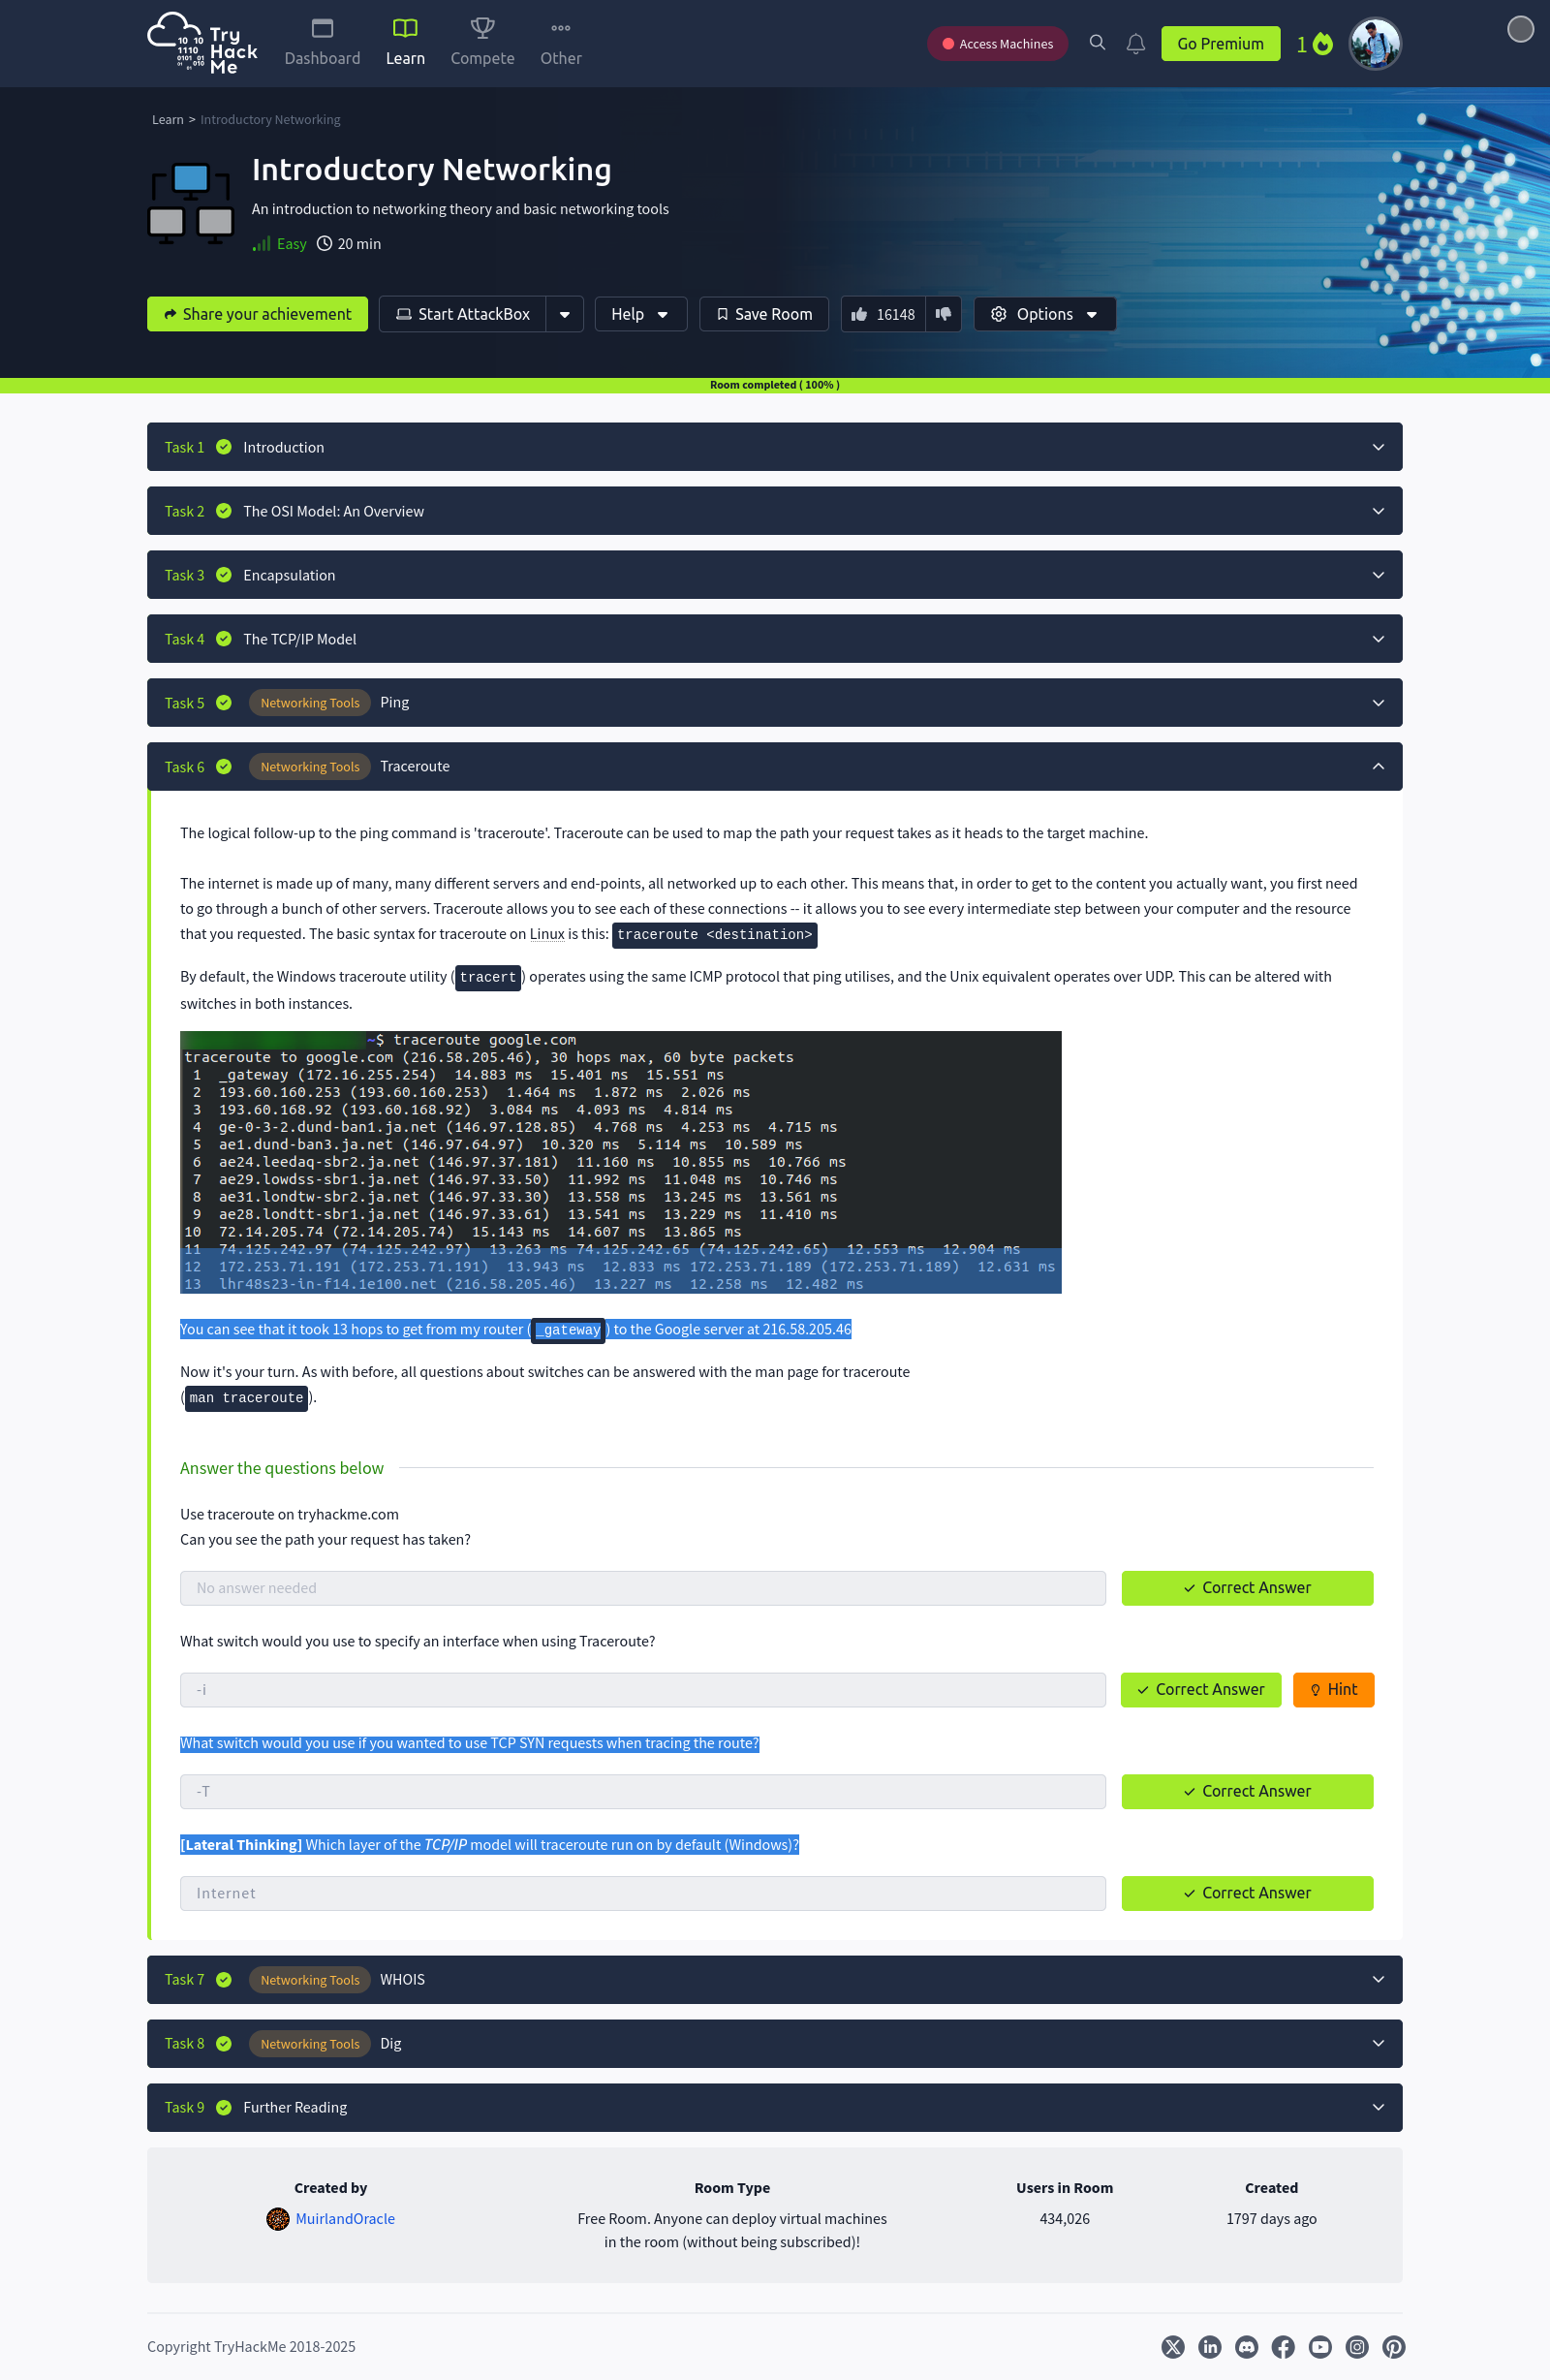 Try
Hack
Me
Dashboard
Learn
Compete
Other
Access Machines
Go Premium
1
Learn > Introductory Networking
Introductory Networking
An introduction to networking theory and basic networking tools
Easy 20 min
Share your achievement
Start AttackBox
Help
Save Room
16148
Options
Room completed ( 100% )
Task 1 Introduction
Task 2 The OSI Model: An Overview
Task 3 Encapsulation
Task 4 The TCP/IP Model
Task 5 Networking Tools Ping
Task 6 Networking Tools Traceroute
The logical follow-up to the ping command is 'traceroute'. Traceroute can be used to map the path your request takes as it heads to the target machine.
The internet is made up of many, many different servers and end-points, all networked up to each other. This means that, in order to get to the content you actually want, you first need
to go through a bunch of other servers. Traceroute allows you to see each of these connections -- it allows you to see every intermediate step between your computer and the resource
that you requested. The basic syntax for traceroute on Linux is this: traceroute <destination>
By default, the Windows traceroute utility (tracert) operates using the same ICMP protocol that ping utilises, and the Unix equivalent operates over UDP. This can be altered with
switches in both instances.
~$ traceroute google.com
traceroute to google.com (216.58.205.46), 30 hops max, 60 byte packets
1 _gateway (172.16.255.254) 14.883 ms 15.401 ms 15.551 ms
2 193.60.160.253 (193.60.160.253) 1.464 ms 1.872 ms 2.026 ms
3 193.60.168.92 (193.60.168.92) 3.084 ms 4.093 ms 4.814 ms
4 ge-0-3-2.dund-ban1.ja.net (146.97.128.85) 4.768 ms 4.253 ms 4.715 ms
5 ae1.dund-ban3.ja.net (146.97.64.97) 10.320 ms 5.114 ms 10.589 ms
6 ae24.leedaq-sbr2.ja.net (146.97.37.181) 11.160 ms 10.855 ms 10.766 ms
7 ae29.lowdss-sbr1.ja.net (146.97.33.50) 11.992 ms 11.048 ms 10.746 ms
8 ae31.londtw-sbr2.ja.net (146.97.33.30) 13.558 ms 13.245 ms 13.561 ms
9 ae28.londtt-sbr1.ja.net (146.97.33.61) 13.541 ms 13.229 ms 11.410 ms
10 72.14.205.74 (72.14.205.74) 15.143 ms 14.607 ms 13.865 ms
11 74.125.242.97 (74.125.242.97) 13.263 ms 74.125.242.65 (74.125.242.65) 12.553 ms 12.904 ms
12 172.253.71.191 (172.253.71.191) 13.943 ms 12.833 ms 172.253.71.189 (172.253.71.189) 12.631 ms
13 lhr48s23-in-f14.1e100.net (216.58.205.46) 13.227 ms 12.258 ms 12.482 ms
You can see that it took 13 hops to get from my router (_gateway) to the Google server at 216.58.205.46
Now it's your turn. As with before, all questions about switches can be answered with the man page for traceroute
(man traceroute).
Answer the questions below
Use traceroute on tryhackme.com
Can you see the path your request has taken?
No answer needed
Correct Answer
What switch would you use to specify an interface when using Traceroute?
-i
Correct Answer
Hint
What switch would you use if you wanted to use TCP SYN requests when tracing the route?
-T
Correct Answer
[Lateral Thinking] Which layer of the TCP/IP model will traceroute run on by default (Windows)?
Internet
Correct Answer
Task 7 Networking Tools WHOIS
Task 8 Networking Tools Dig
Task 9 Further Reading
Created by
MuirlandOracle
Room Type
Free Room. Anyone can deploy virtual machines
in the room (without being subscribed)!
Users in Room
434,026
Created
1797 days ago
Copyright TryHackMe 2018-2025